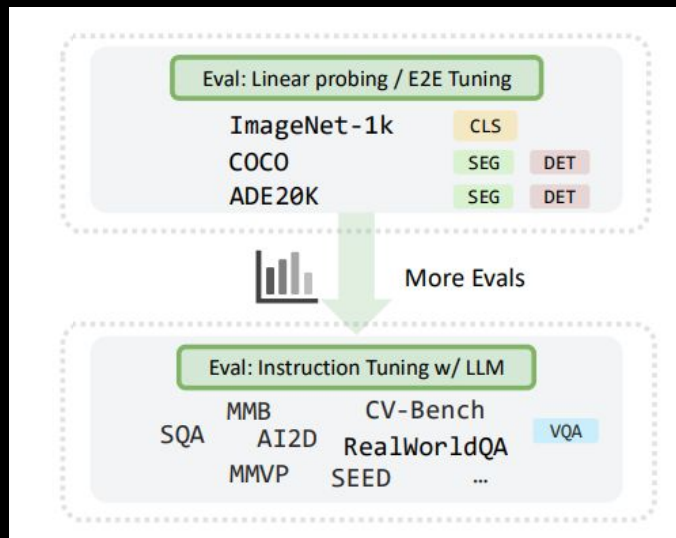 Eval: Linear probing / E2E Tuning
ImageNet-1k CLS
COCO SEG DET
ADE20K SEG DET
More Evals
Eval: Instruction Tuning w/ LLM
MMB CV-Bench
SQA AI2D RealWorldQA VQA
MMVP SEED …